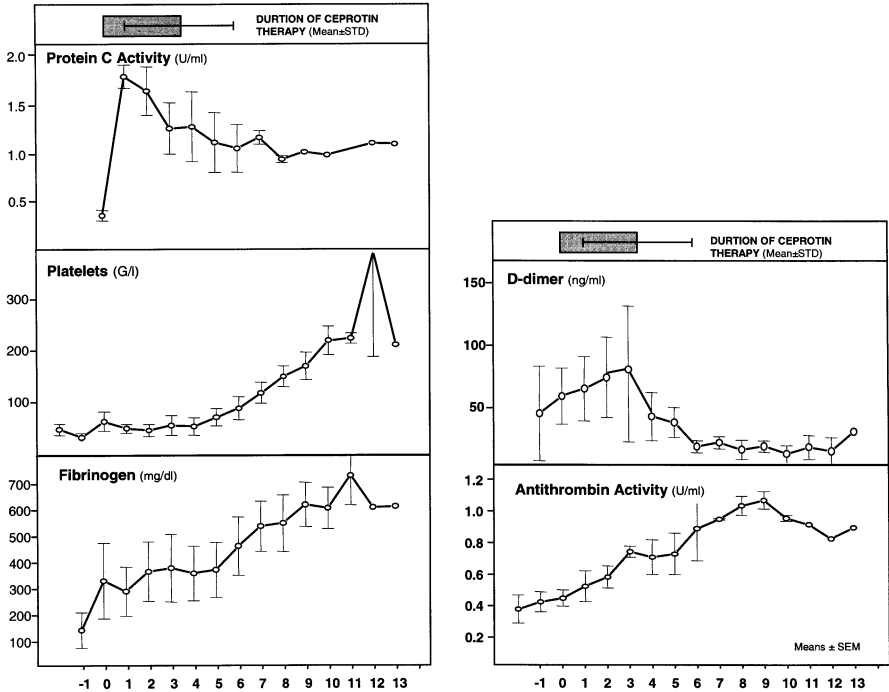 DURTION OF CEPROTIN
THERAPY (Mean±STD)
Protein C Activity (U/ml)
2.0
1.5
1.0
0.5
Platelets (G/l)
300
200
100
Fibrinogen (mg/dl)
700
600
500
400
300
200
100
-1 0 1 2 3 4 5 6 7 8 9 10 11 12 13
DURTION OF CEPROTIN
THERAPY (Mean±STD)
D-dimer (ng/ml)
150
100
50
Antithrombin Activity (U/ml)
1.2
1.0
0.8
0.6
0.4
0.2
Means ± SEM
-1 0 1 2 3 4 5 6 7 8 9 10 11 12 13